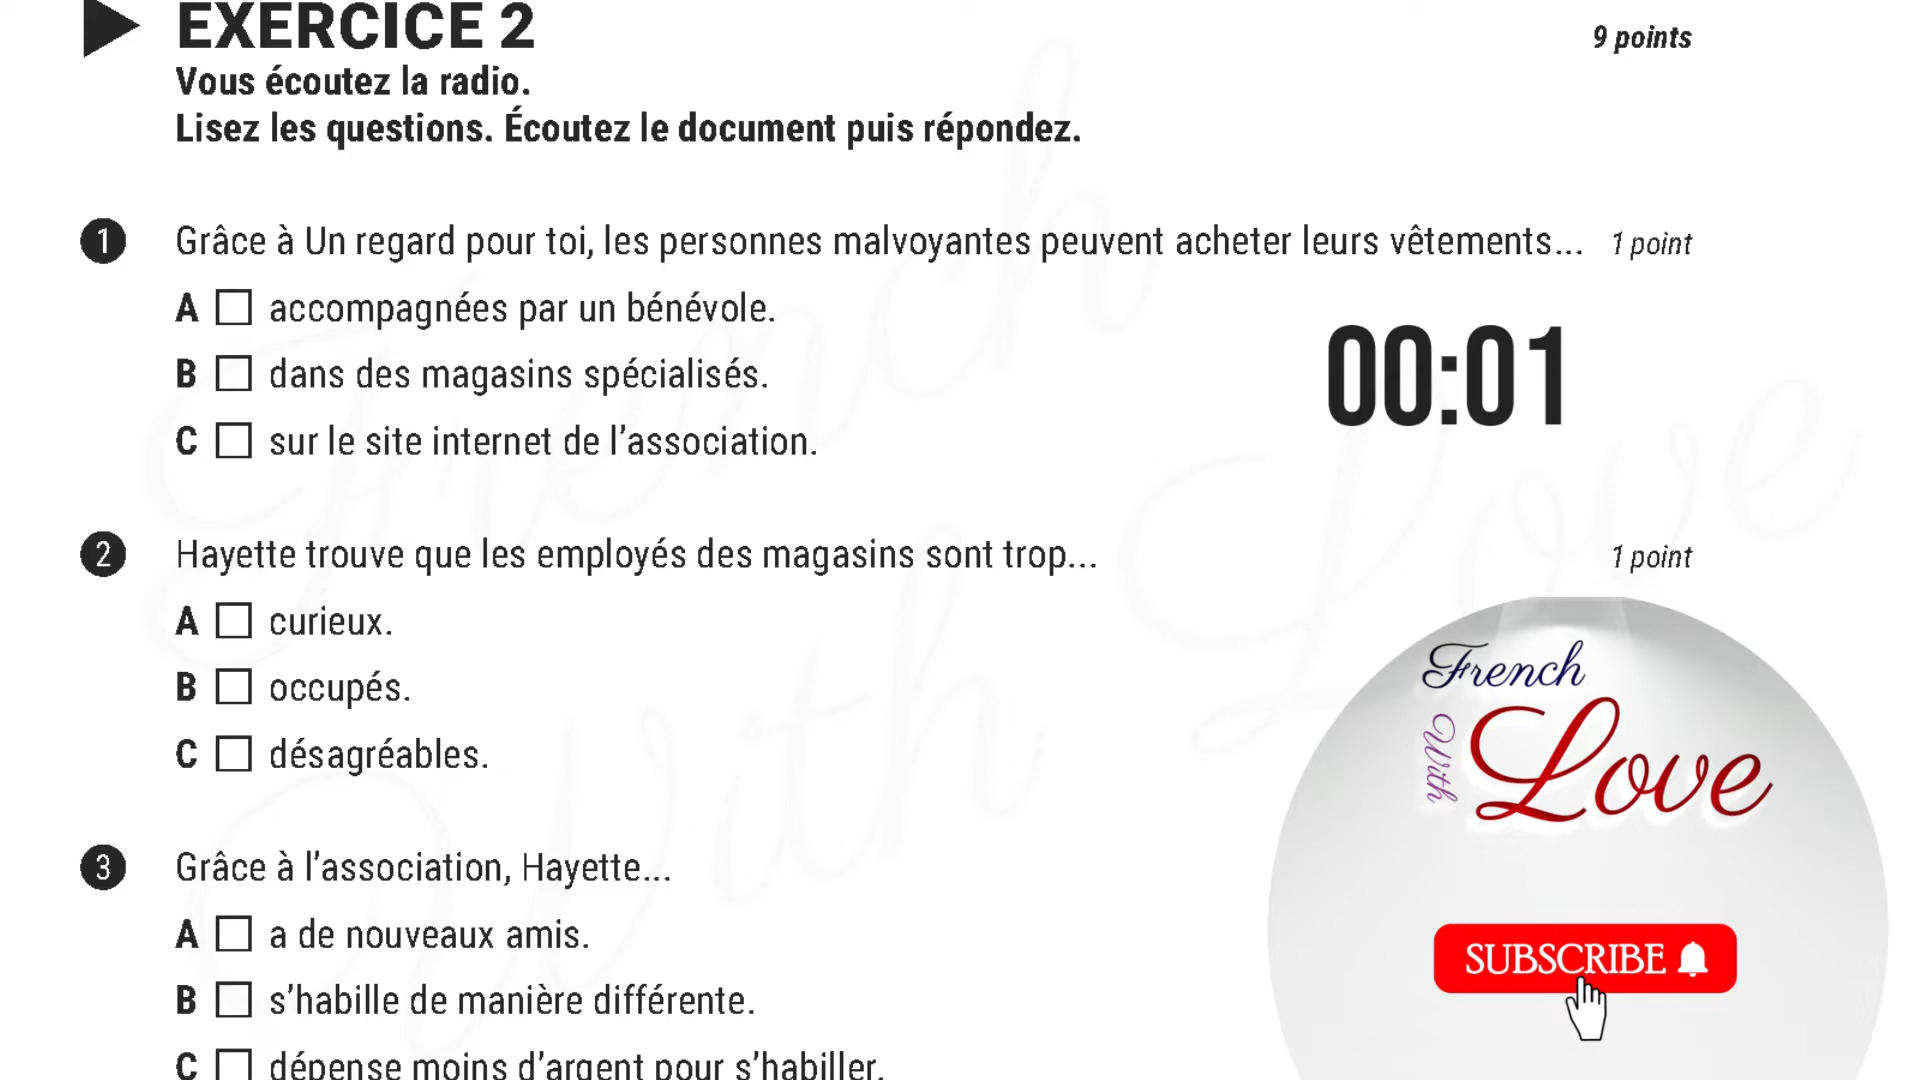 EXERCICE 2
9 points
Vous écoutez la radio.
Lisez les questions. Écoutez le document puis répondez.
1 Grâce à Un regard pour toi, les personnes malvoyantes peuvent acheter leurs vêtements... 1 point
A accompagnées par un bénévole.
B dans des magasins spécialisés.
C sur le site internet de l'association.
00:01
2 Hayette trouve que les employés des magasins sont trop... 1 point
A curieux.
B occupés.
C désagréables.
3 Grâce à l'association, Hayette...
A a de nouveaux amis.
B s'habille de manière différente.
C dépense moins d'argent pour s'habiller.
French
With
Love
SUBSCRIBE
French
With Love